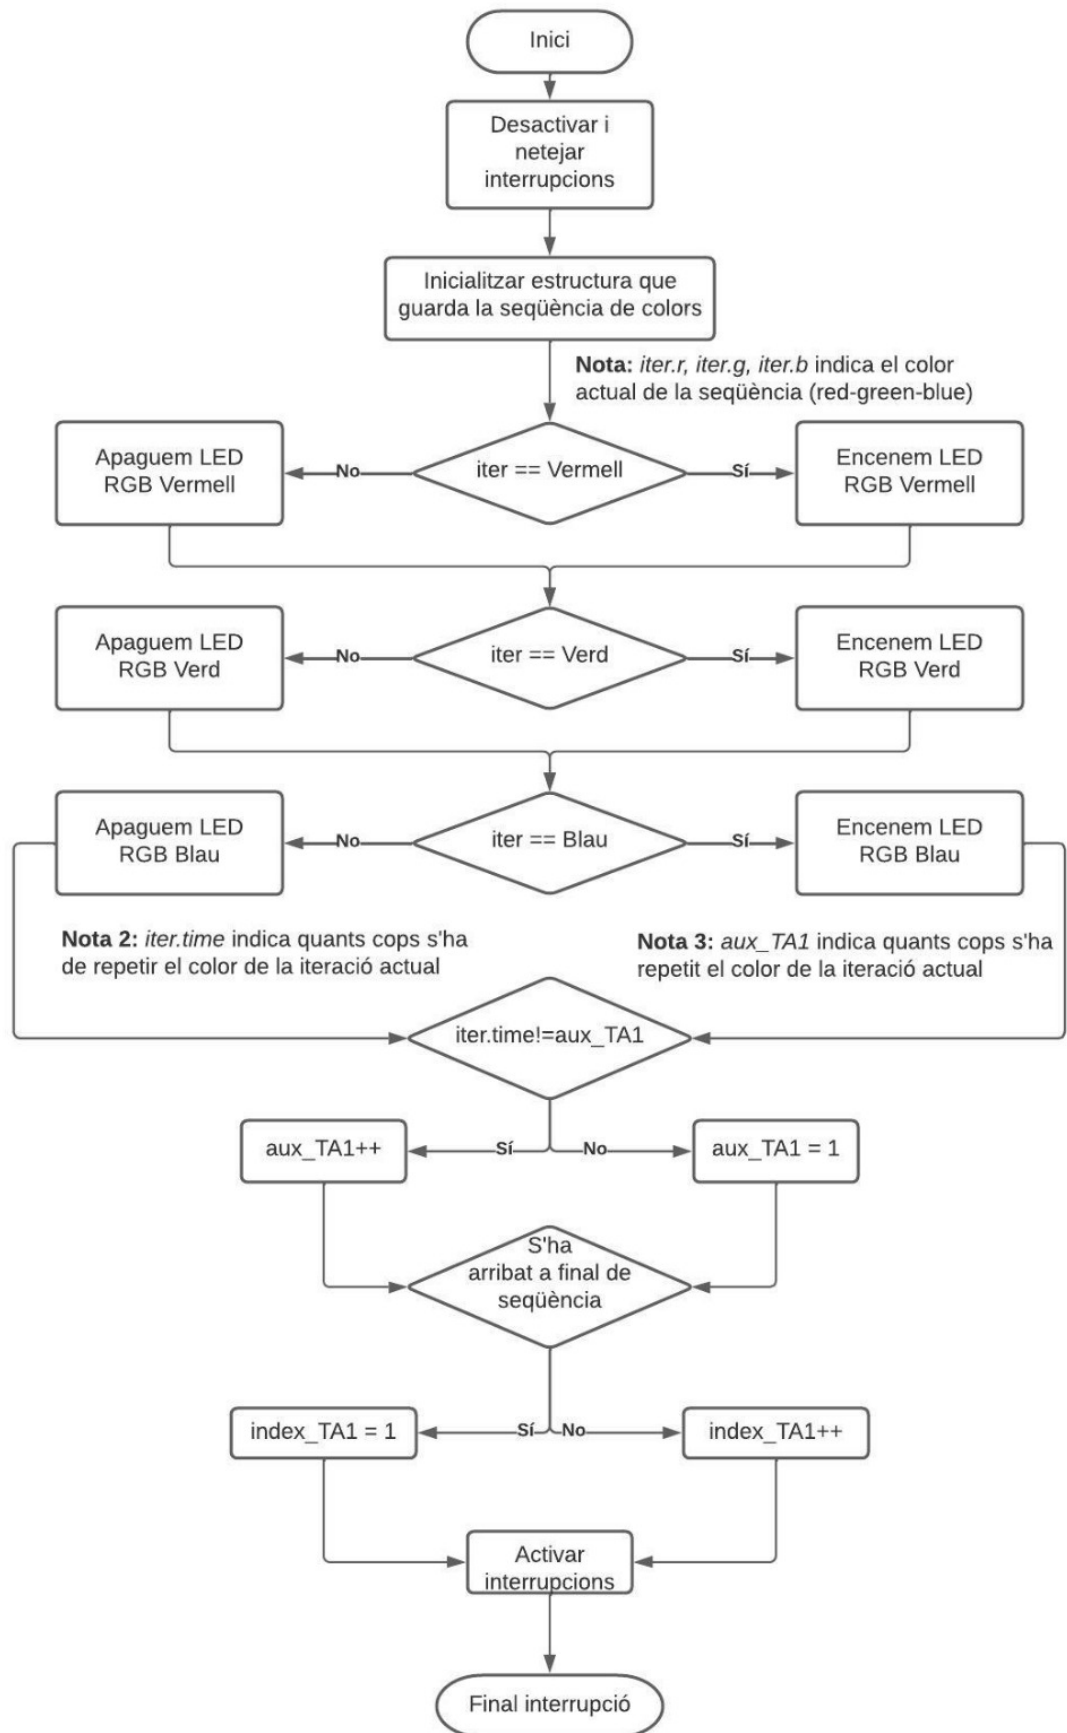 Inici
Desactivar i
netejar
interrupcions
Inicialitzar estructura que
guarda la seqüència de colors
Nota: iter.r, iter.g, iter.b indica el color
actual de la seqüència (red-green-blue)
Apaguem LED
RGB Vermell
No
iter == Vermell
Sí
Encenem LED
RGB Vermell
Apaguem LED
RGB Verd
No
iter == Verd
Sí
Encenem LED
RGB Verd
Apaguem LED
RGB Blau
No
iter == Blau
Sí
Encenem LED
RGB Blau
Nota 2: iter.time indica quants cops s'ha
de repetir el color de la iteració actual
Nota 3: aux_TA1 indica quants cops s'ha
repetit el color de la iteració actual
iter.time!=aux_TA1
aux_TA1++
Sí
No
aux_TA1 = 1
S'ha
arribat a final de
seqüència
index_TA1 = 1
Sí
No
index_TA1++
Activar
interrupcions
Final interrupció